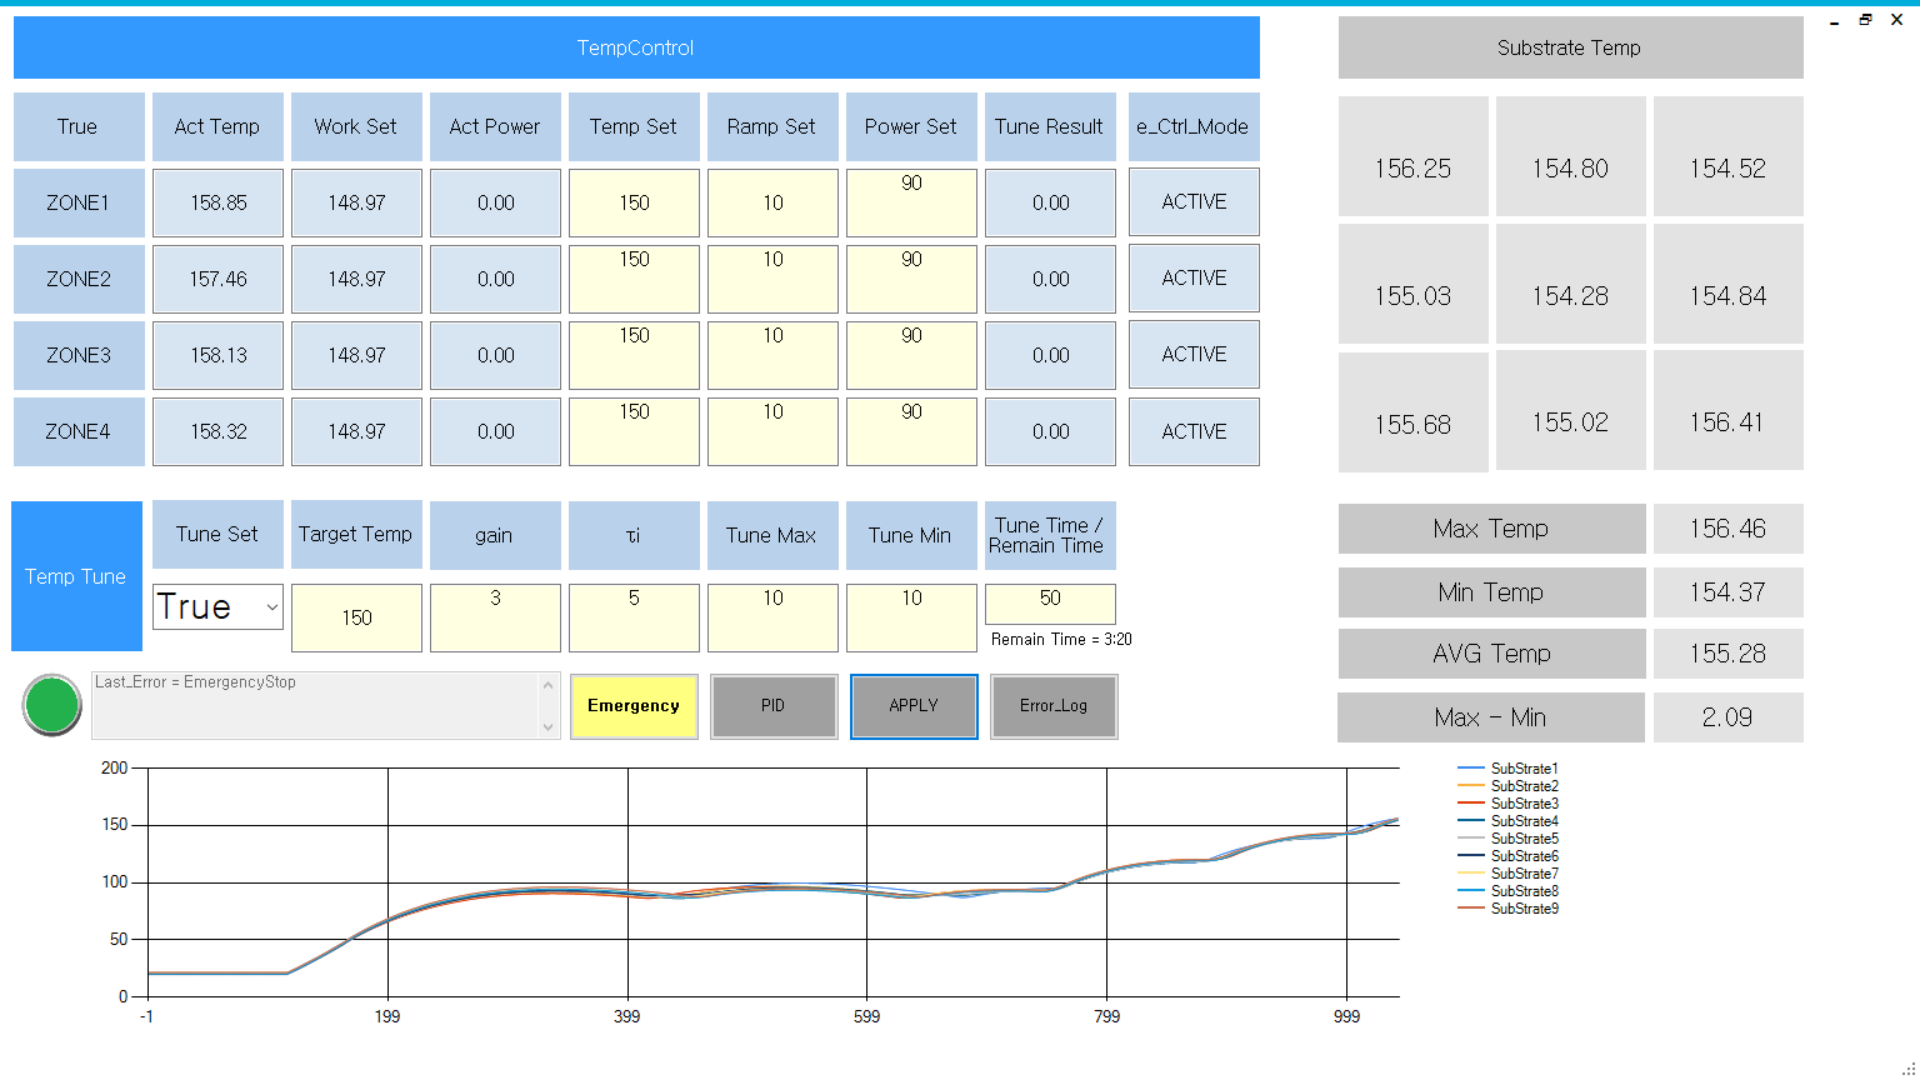 TempControl
Substrate Temp
True Act Temp Work Set Act Power Temp Set Ramp Set Power Set Tune Result e_Ctrl_Mode
ZONE1 158.85 148.97 0.00 150 10 90 0.00 ACTIVE
ZONE2 157.46 148.97 0.00 150 10 90 0.00 ACTIVE
ZONE3 158.13 148.97 0.00 150 10 90 0.00 ACTIVE
ZONE4 158.32 148.97 0.00 150 10 90 0.00 ACTIVE
156.25 154.80 154.52
155.03 154.28 154.84
155.68 155.02 156.41
Temp Tune
Tune Set Target Temp gain τi Tune Max Tune Min Tune Time /
Remain Time
True 150 3 5 10 10 50
Remain Time = 3:20
Max Temp 156.46
Min Temp 154.37
AVG Temp 155.28
Max - Min 2.09
Last_Error = EmergencyStop
Emergency PID APPLY Error_Log
200
150
100
50
0
-1 199 399 599 799 999
SubStrate1
SubStrate2
SubStrate3
SubStrate4
SubStrate5
SubStrate6
SubStrate7
SubStrate8
SubStrate9